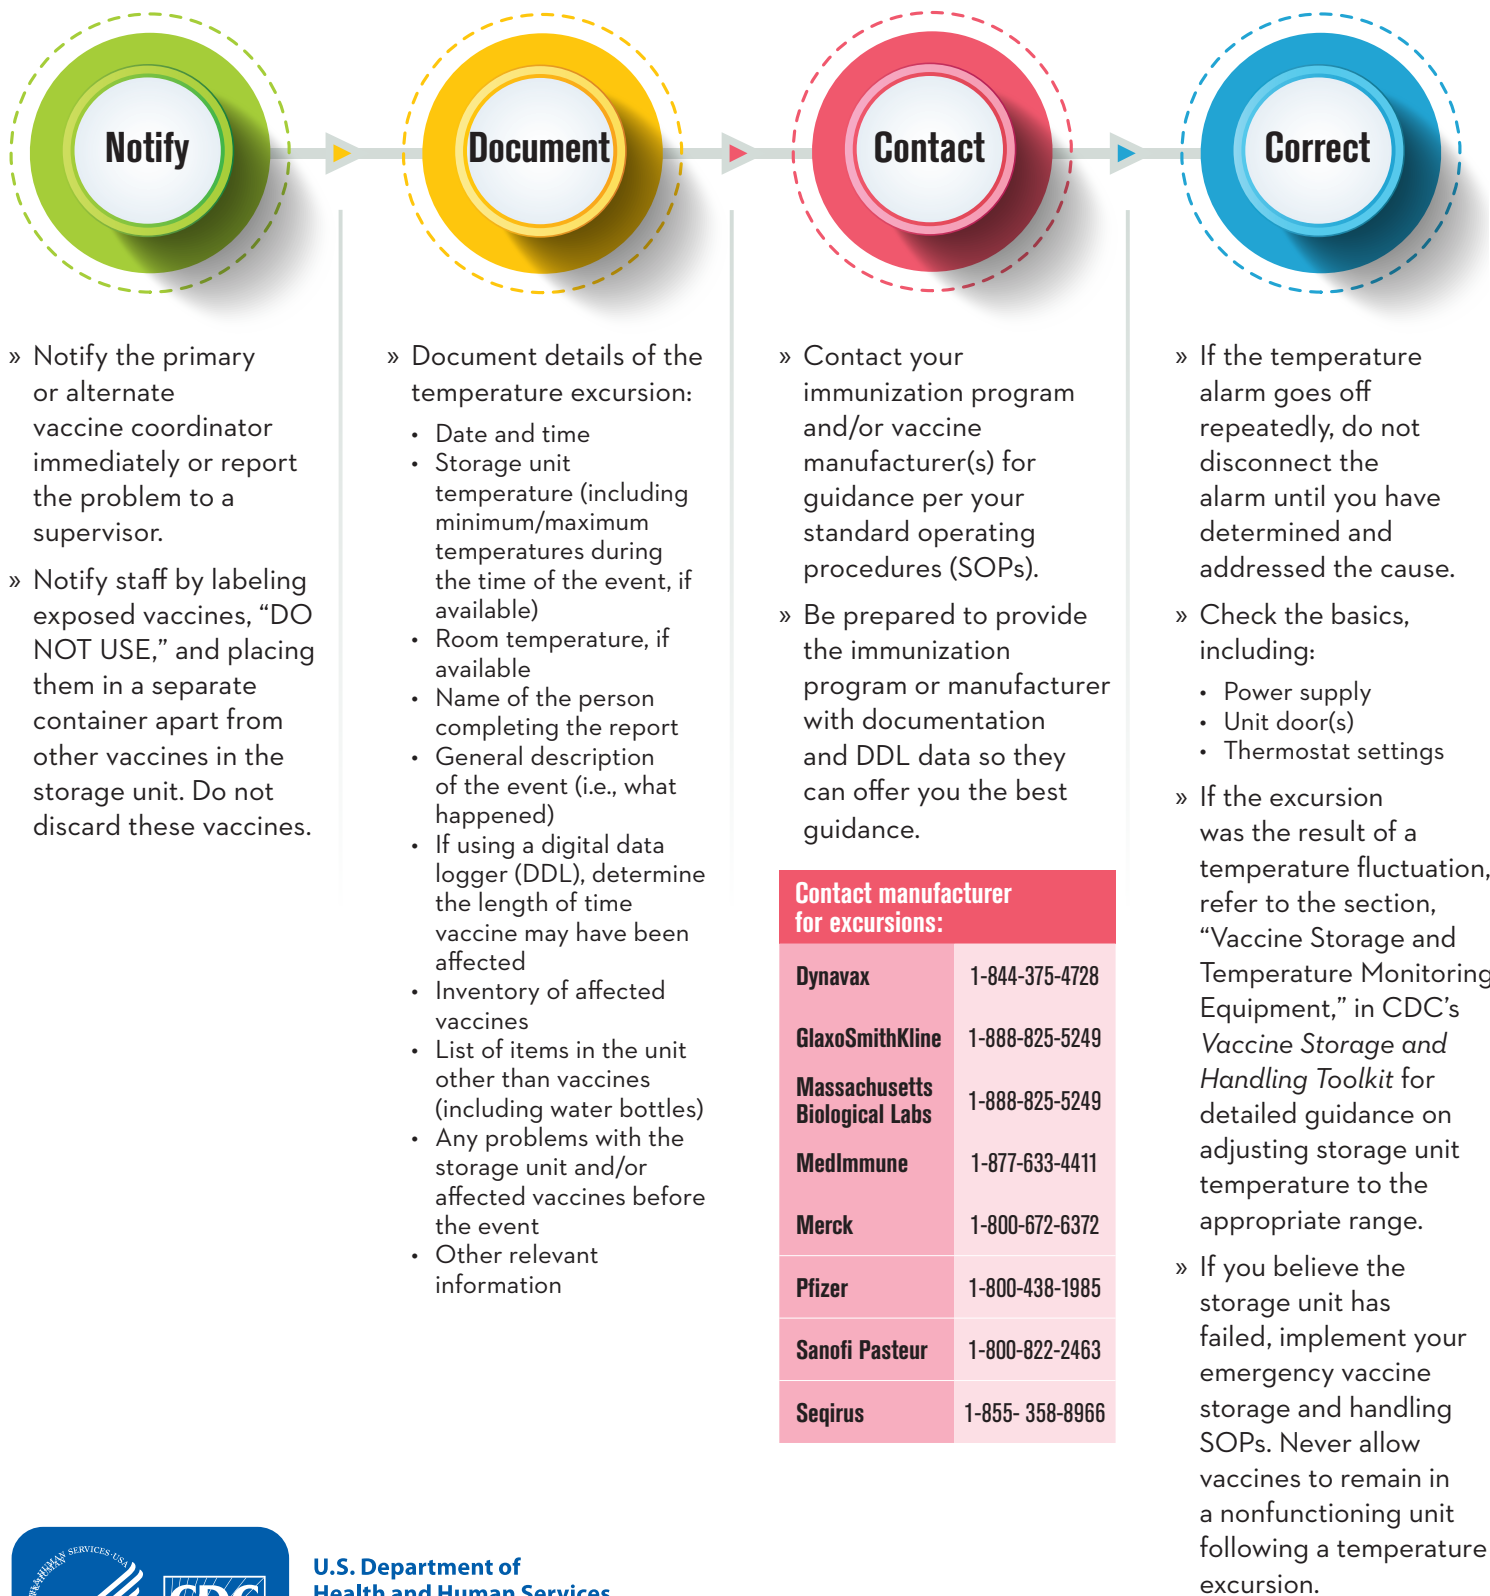 Notify
Document
Contact
Correct
» Notify the primary
or alternate
vaccine coordinator
immediately or report
the problem to a
supervisor.
» Notify staff by labeling
exposed vaccines, “DO
NOT USE,” and placing
them in a separate
container apart from
other vaccines in the
storage unit. Do not
discard these vaccines.
» Document details of the
temperature excursion:
• Date and time
• Storage unit
temperature (including
minimum/maximum
temperatures during
the time of the event, if
available)
• Room temperature, if
available
• Name of the person
completing the report
• General description
of the event (i.e., what
happened)
• If using a digital data
logger (DDL), determine
the length of time
vaccine may have been
affected
• Inventory of affected
vaccines
• List of items in the unit
other than vaccines
(including water bottles)
• Any problems with the
storage unit and/or
affected vaccines before
the event
• Other relevant
information
» Contact your
immunization program
and/or vaccine
manufacturer(s) for
guidance per your
standard operating
procedures (SOPs).
» Be prepared to provide
the immunization
program or manufacturer
with documentation
and DDL data so they
can offer you the best
guidance.
Contact manufacturer
for excursions:
Dynavax 1-844-375-4728
GlaxoSmithKline 1-888-825-5249
Massachusetts
Biological Labs 1-888-825-5249
MedImmune 1-877-633-4411
Merck 1-800-672-6372
Pfizer 1-800-438-1985
Sanofi Pasteur 1-800-822-2463
Seqirus 1-855- 358-8966
» If the temperature
alarm goes off
repeatedly, do not
disconnect the
alarm until you have
determined and
addressed the cause.
» Check the basics,
including:
• Power supply
• Unit door(s)
• Thermostat settings
» If the excursion
was the result of a
temperature fluctuation,
refer to the section,
“Vaccine Storage and
Temperature Monitoring
Equipment,” in CDC’s
Vaccine Storage and
Handling Toolkit for
detailed guidance on
adjusting storage unit
temperature to the
appropriate range.
» If you believe the
storage unit has
failed, implement your
emergency vaccine
storage and handling
SOPs. Never allow
vaccines to remain in
a nonfunctioning unit
following a temperature
excursion.
SERVICES·USA
CDC
U.S. Department of
Health and Human Services